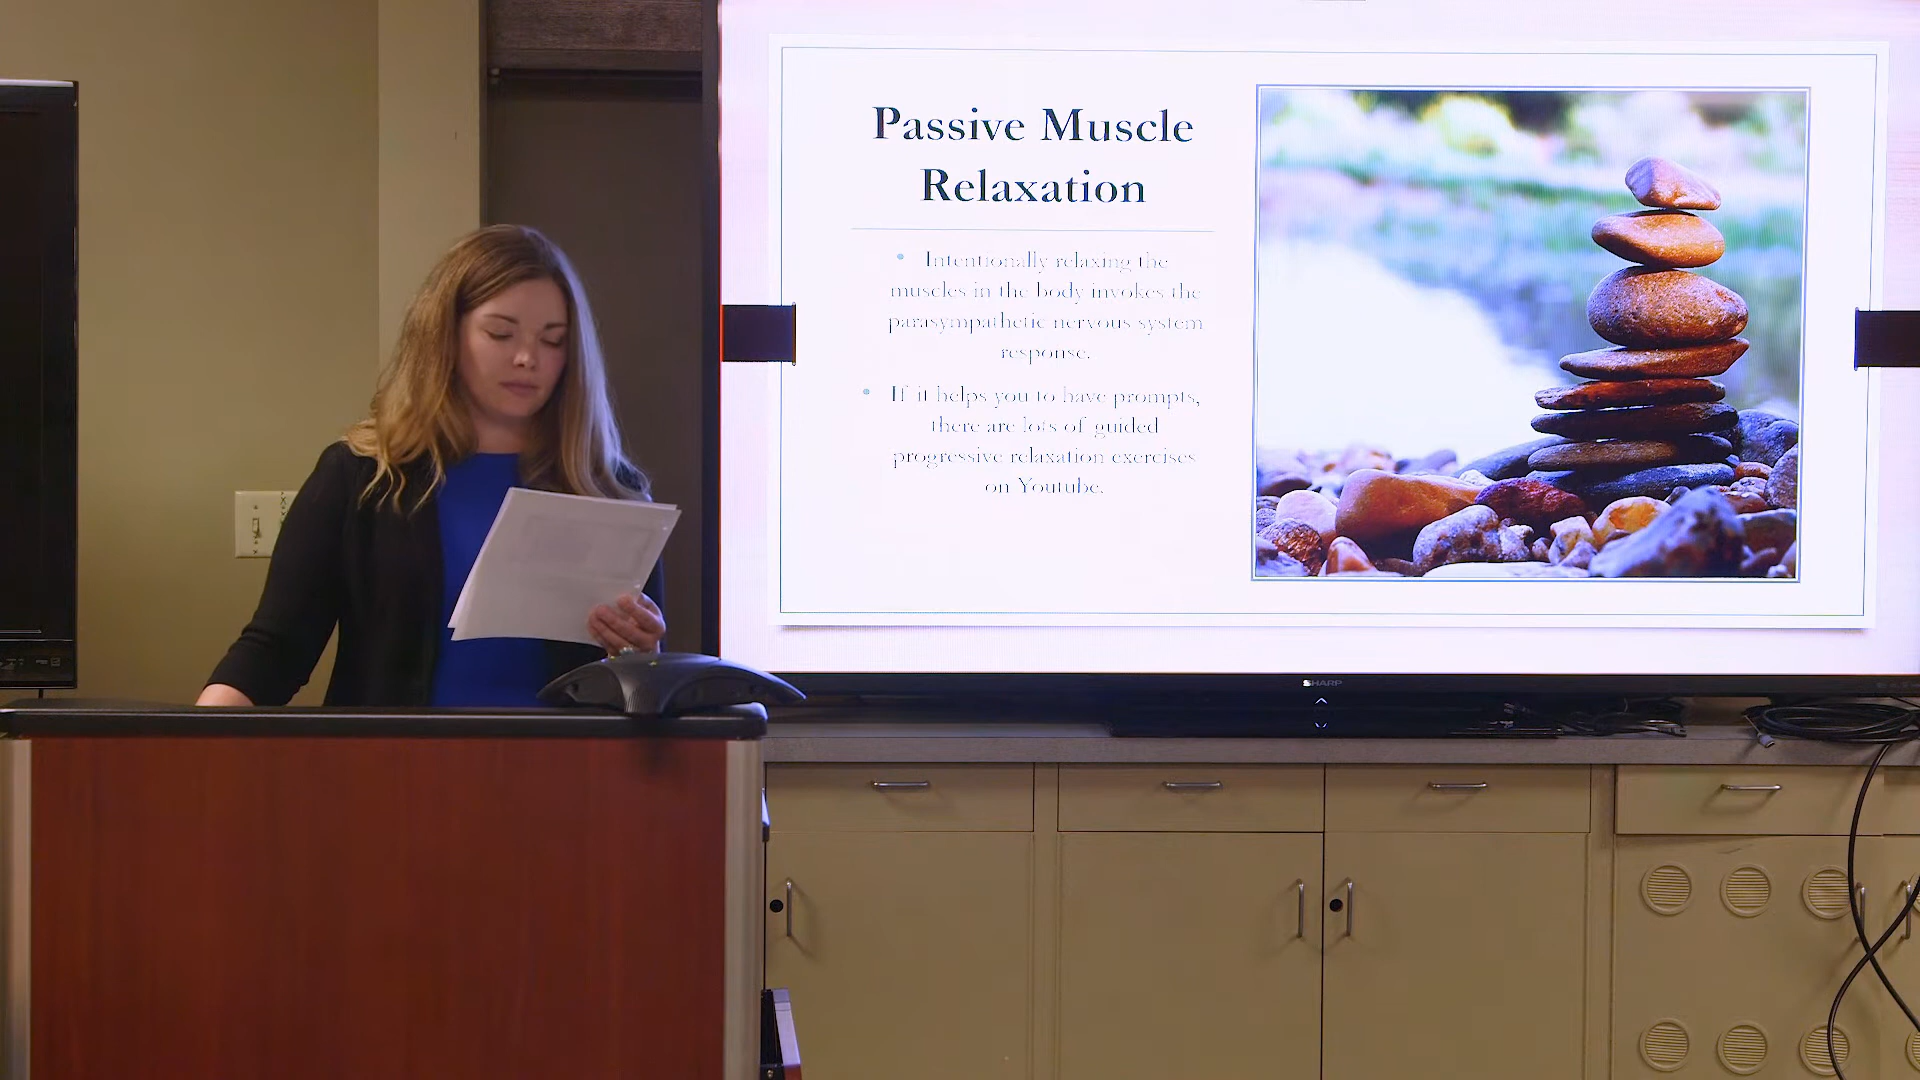 Passive Muscle
Relaxation
• Intentionally relaxing the
muscles in the body invokes the
parasympathetic nervous system
response.
• If it helps you to have prompts,
there are lots of guided
progressive relaxation exercises
on Youtube.
SHARP